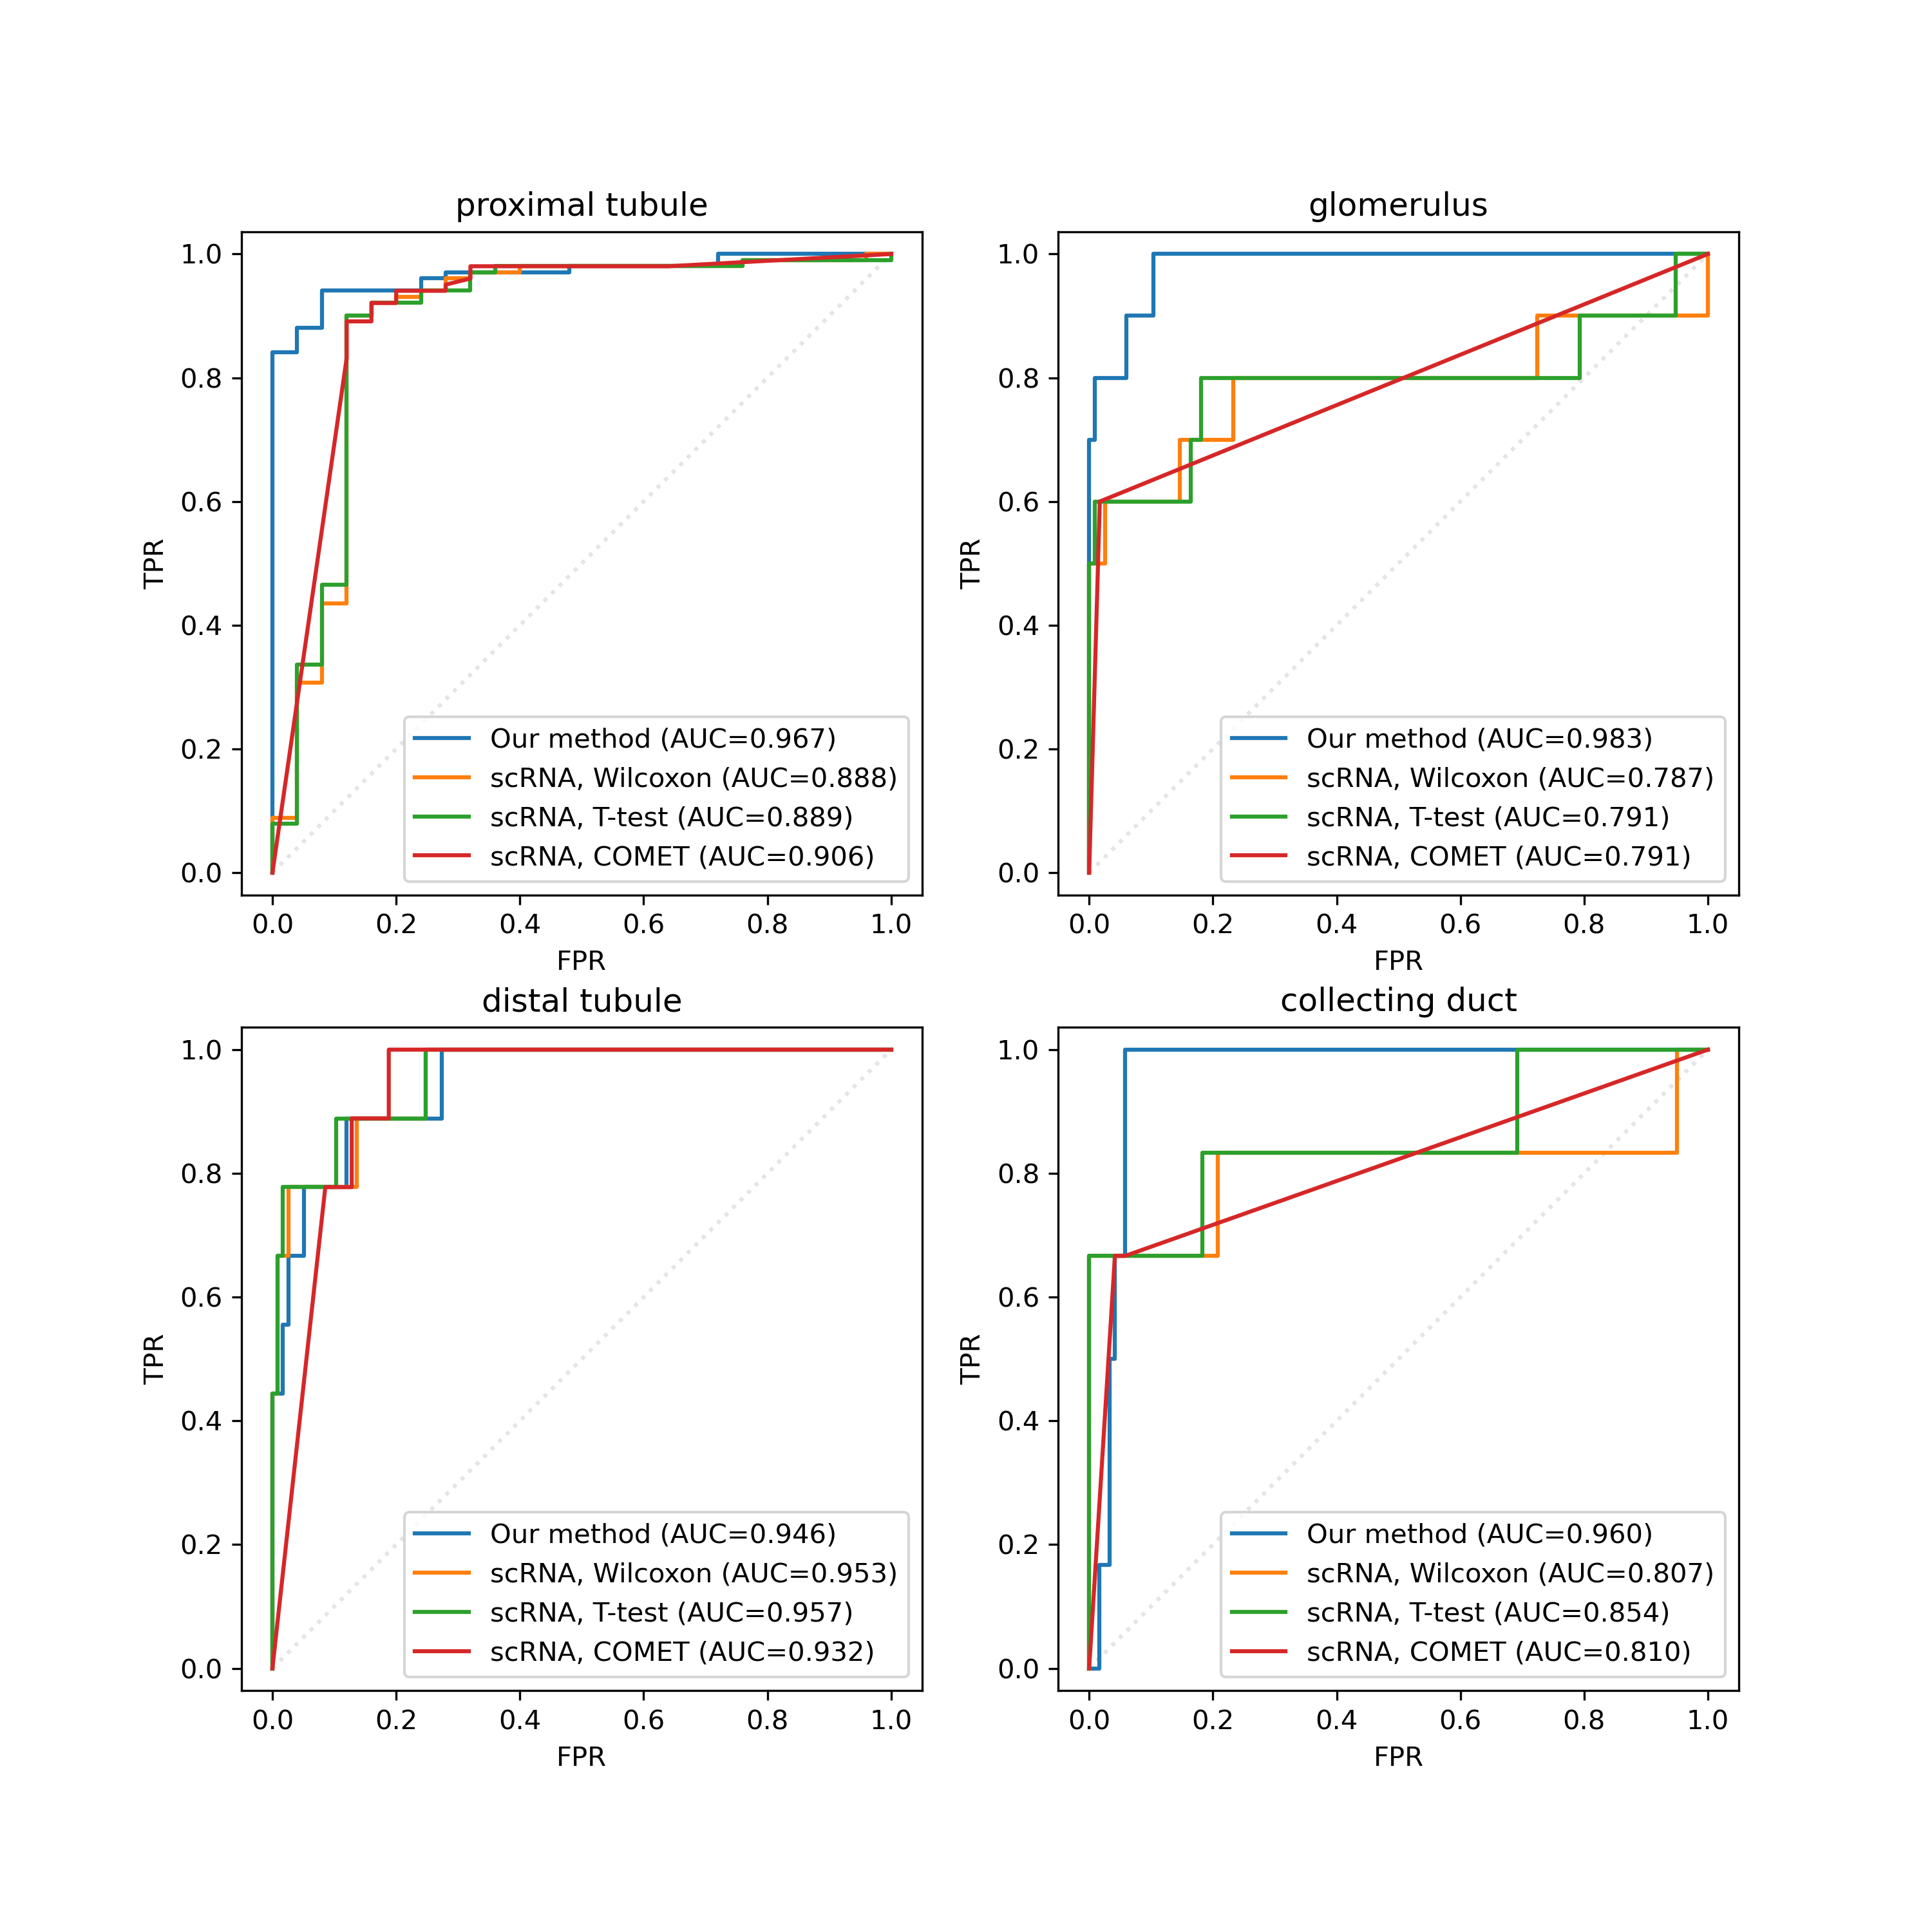 proximal tubule
1.0
0.8
0.6
0.4
0.2
0.0
TPR
Our method (AUC=0.967)
scRNA, Wilcoxon (AUC=0.888)
scRNA, T-test (AUC=0.889)
scRNA, COMET (AUC=0.906)
0.0 0.2 0.4 0.6 0.8 1.0
FPR
glomerulus
1.0
0.8
0.6
0.4
0.2
0.0
TPR
Our method (AUC=0.983)
scRNA, Wilcoxon (AUC=0.787)
scRNA, T-test (AUC=0.791)
scRNA, COMET (AUC=0.791)
0.0 0.2 0.4 0.6 0.8 1.0
FPR
distal tubule
1.0
0.8
0.6
0.4
0.2
0.0
TPR
Our method (AUC=0.946)
scRNA, Wilcoxon (AUC=0.953)
scRNA, T-test (AUC=0.957)
scRNA, COMET (AUC=0.932)
0.0 0.2 0.4 0.6 0.8 1.0
FPR
collecting duct
1.0
0.8
0.6
0.4
0.2
0.0
TPR
Our method (AUC=0.960)
scRNA, Wilcoxon (AUC=0.807)
scRNA, T-test (AUC=0.854)
scRNA, COMET (AUC=0.810)
0.0 0.2 0.4 0.6 0.8 1.0
FPR